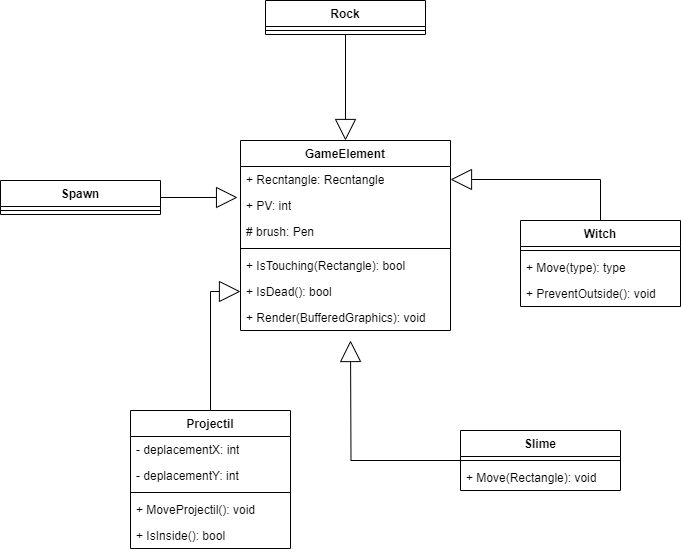 Rock
GameElement
+ Recntangle: Recntangle
+ PV: int
# brush: Pen
+ IsTouching(Rectangle): bool
+ IsDead(): bool
+ Render(BufferedGraphics): void
Spawn
Witch
+ Move(type): type
+ PreventOutside(): void
Projectil
- deplacementX: int
- deplacementY: int
+ MoveProjectil(): void
+ IsInside(): bool
Slime
+ Move(Rectangle): void